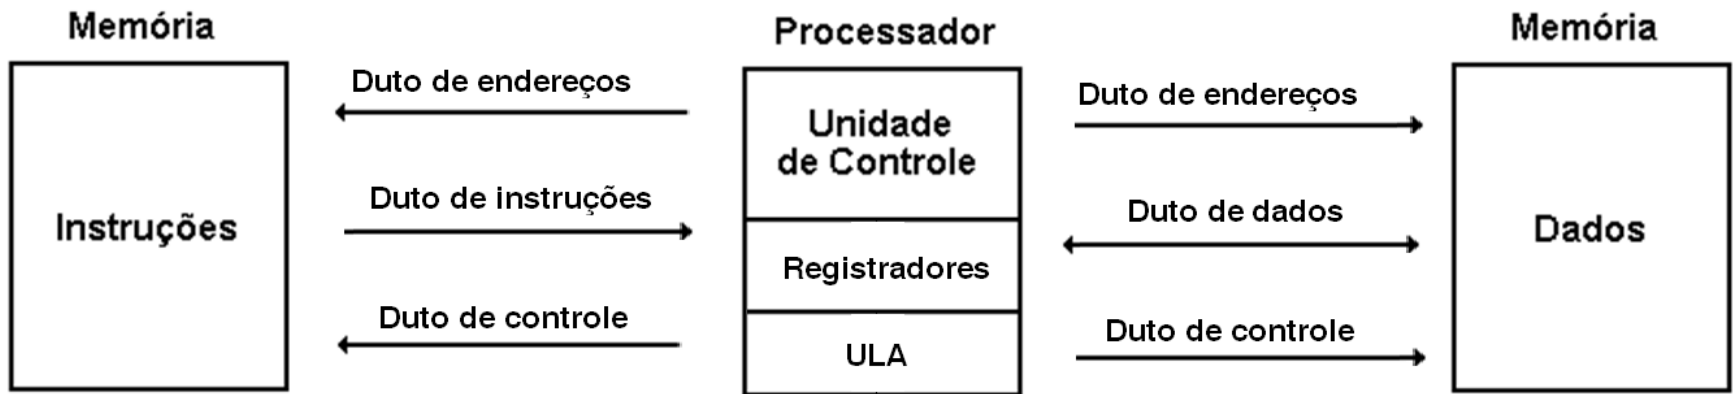 Memória
Instruções
Duto de endereços
Duto de instruções
Duto de controle
Processador
Unidade
de Controle
Registradores
ULA
Duto de endereços
Duto de dados
Duto de controle
Memória
Dados